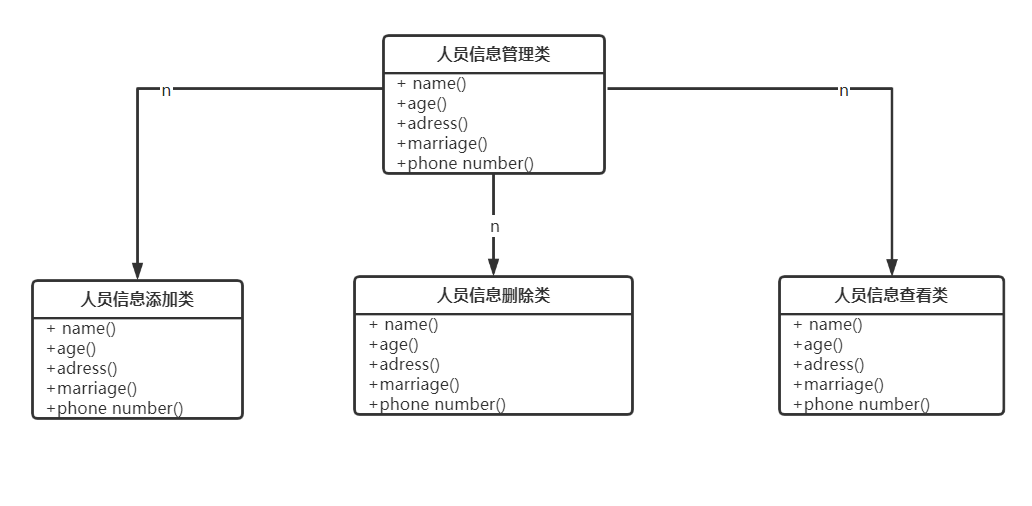 人员信息管理类
+ name()
+age()
+adress()
+marriage()
+phone number()
n
n
n
人员信息添加类
+ name()
+age()
+adress()
+marriage()
+phone number()
人员信息删除类
+ name()
+age()
+adress()
+marriage()
+phone number()
人员信息查看类
+ name()
+age()
+adress()
+marriage()
+phone number()